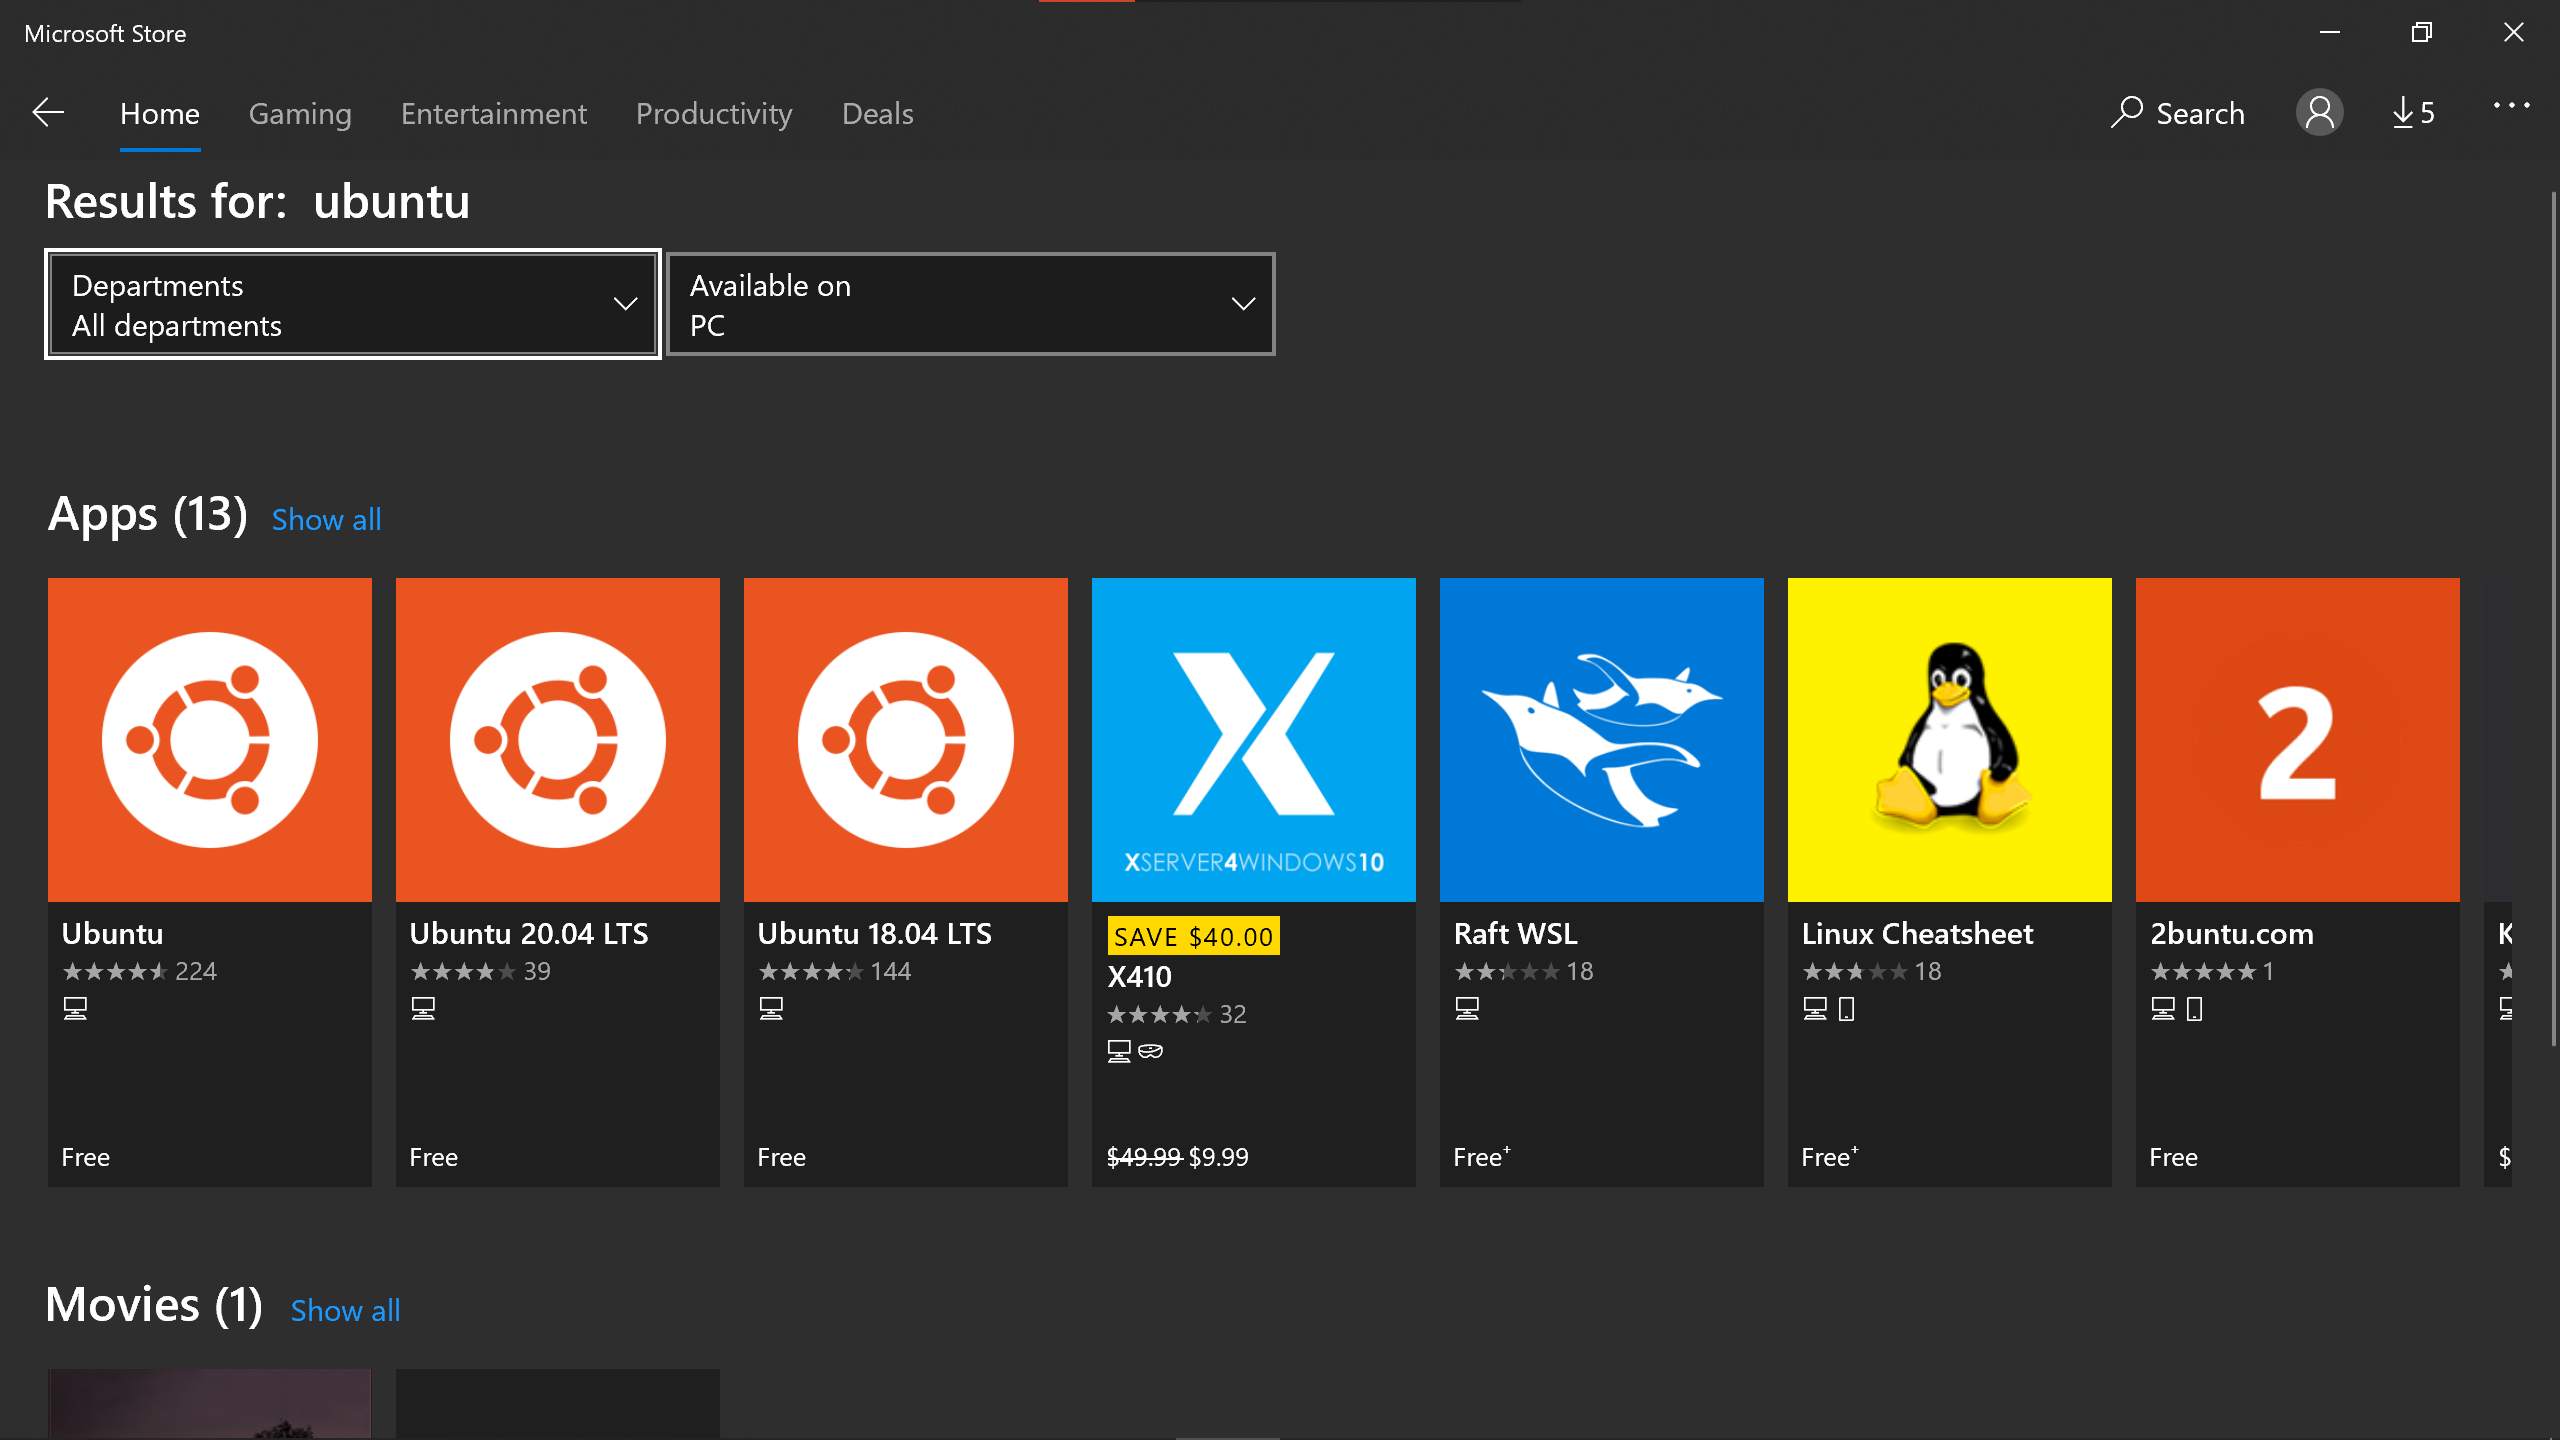 Microsoft Store
Home Gaming Entertainment Productivity Deals Search 5
Results for: ubuntu
Departments
All departments
Available on
PC
Apps (13) Show all
XSERVER4WINDOWS10
2
Ubuntu
224
Free
Ubuntu 20.04 LTS
39
Free
Ubuntu 18.04 LTS
144
Free
SAVE $40.00
X410
32
$49.99 $9.99
Raft WSL
18
Free+
Linux Cheatsheet
18
Free+
2buntu.com
1
Free
K
$
Movies (1) Show all